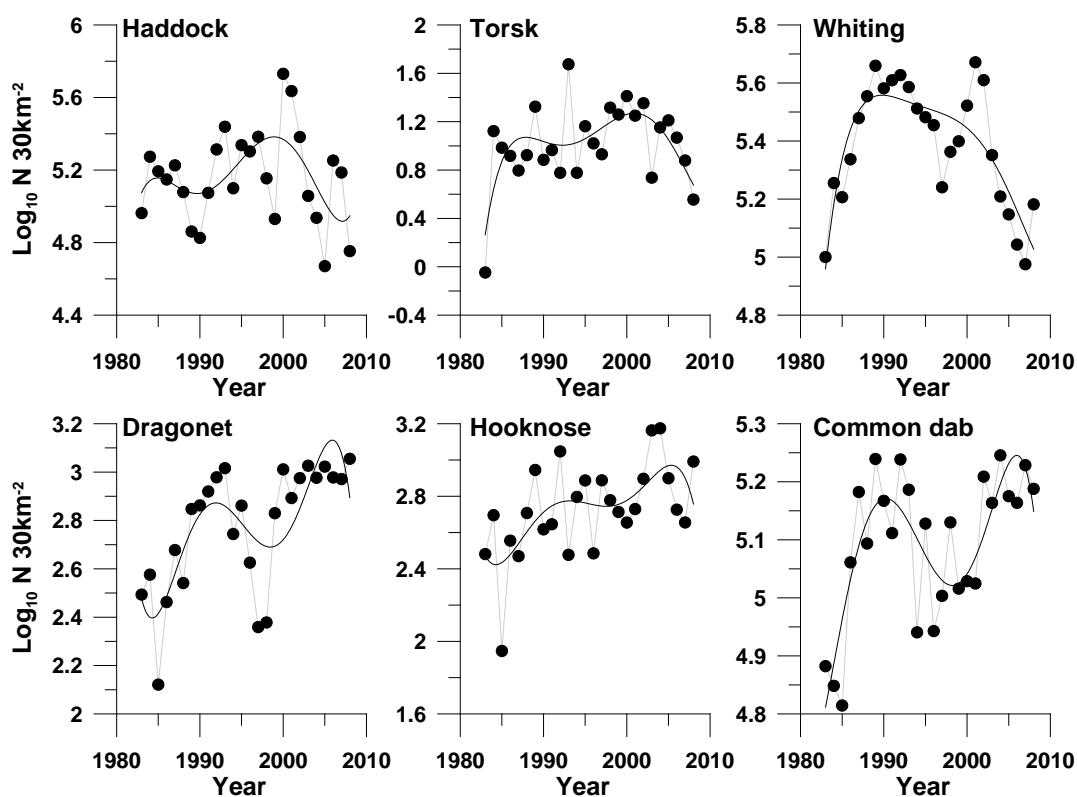 Haddock
Torsk
Whiting
Log₁₀ N 30km⁻²
6
5.6
5.2
4.8
4.4
2
1.6
1.2
0.8
0.4
0
-0.4
5.8
5.6
5.4
5.2
5
4.8
1980 1990 2000 2010
1980 1990 2000 2010
1980 1990 2000 2010
Year
Year
Year
Dragonet
Hooknose
Common dab
Log₁₀ N 30km⁻²
3.2
3
2.8
2.6
2.4
2.2
2
3.2
2.8
2.4
2
1.6
5.3
5.2
5.1
5
4.9
4.8
1980 1990 2000 2010
1980 1990 2000 2010
1980 1990 2000 2010
Year
Year
Year